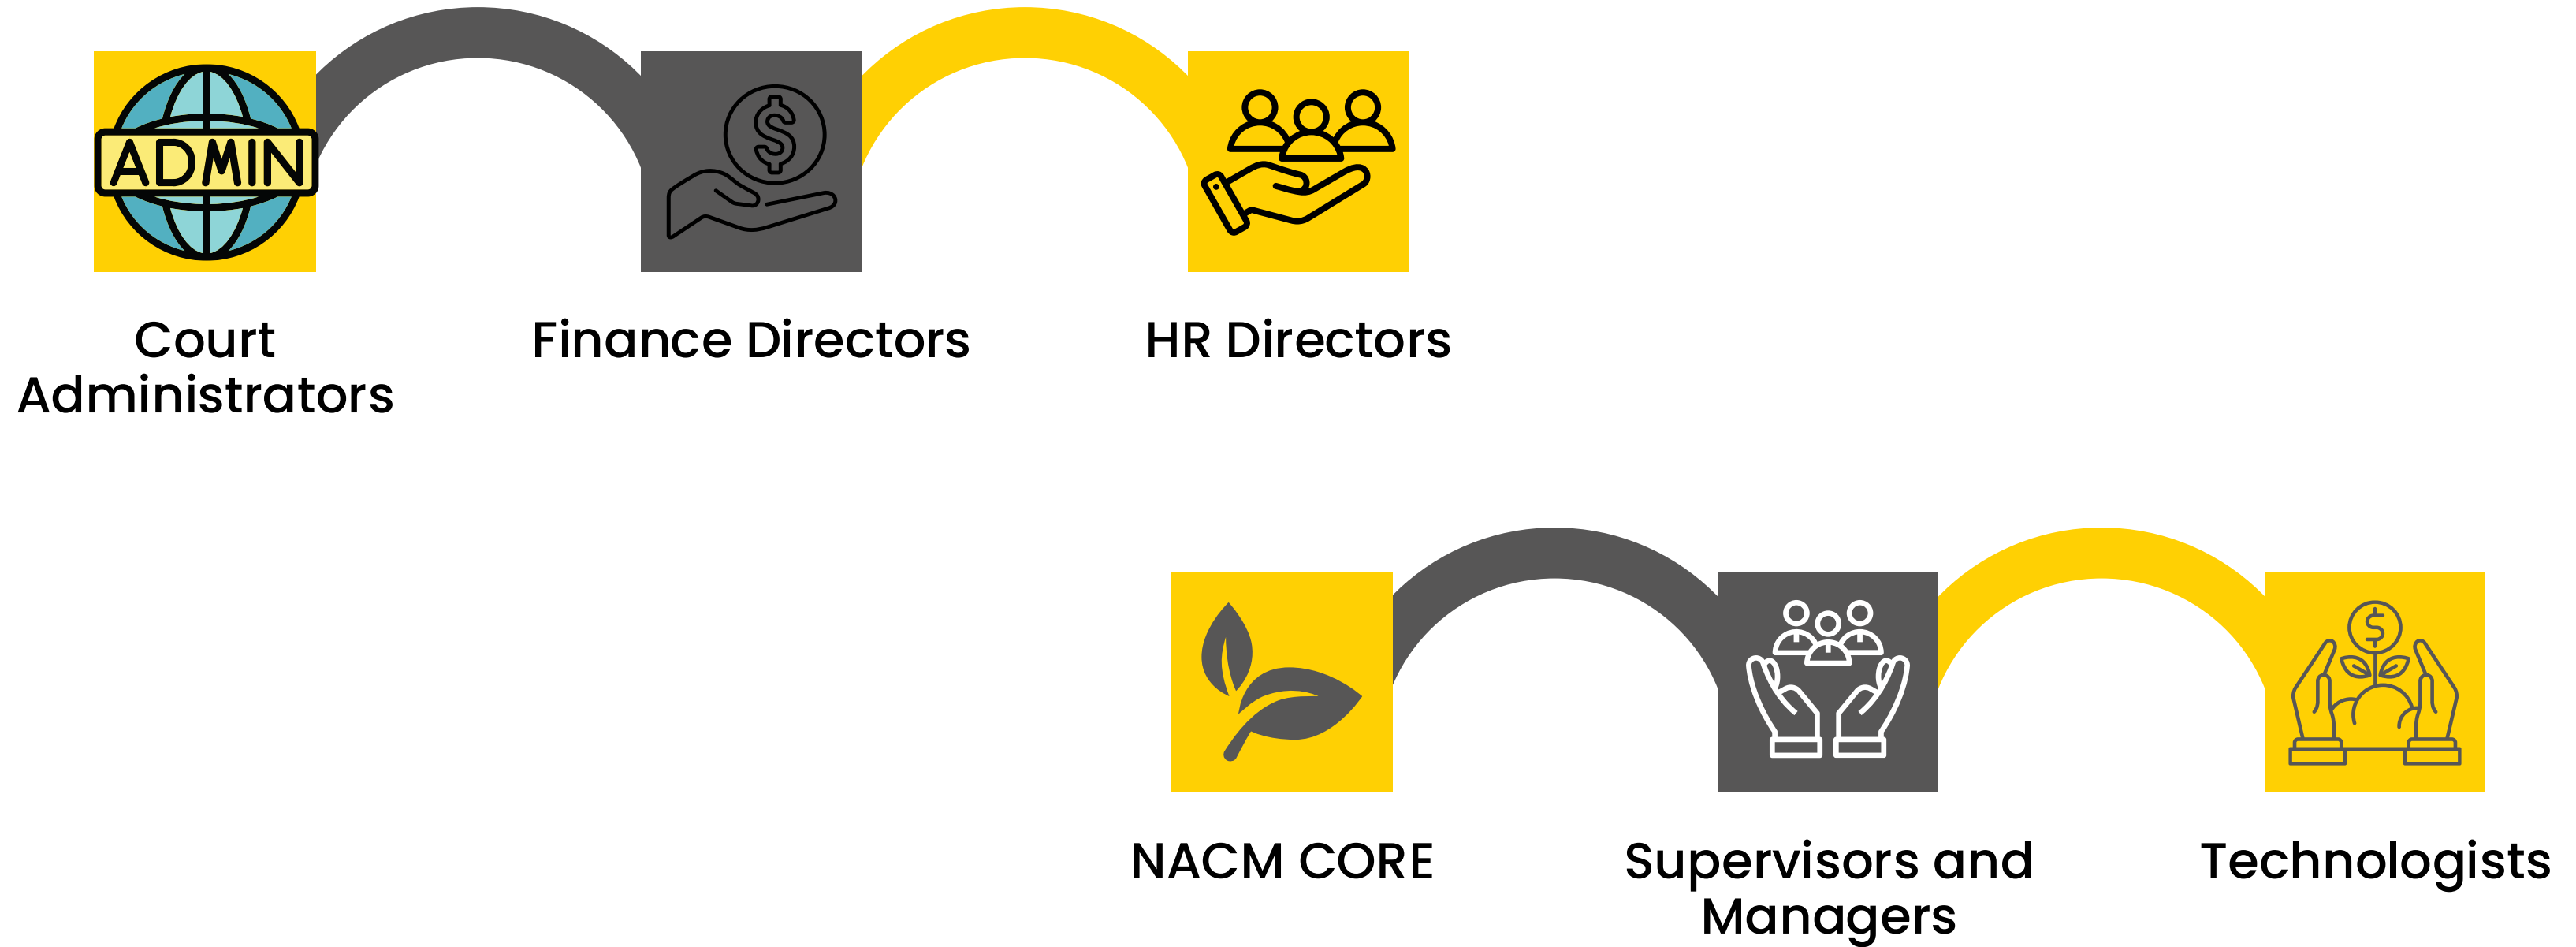 ADMIN
Court
Administrators
Finance Directors
HR Directors
NACM CORE
Supervisors and
Managers
Technologists